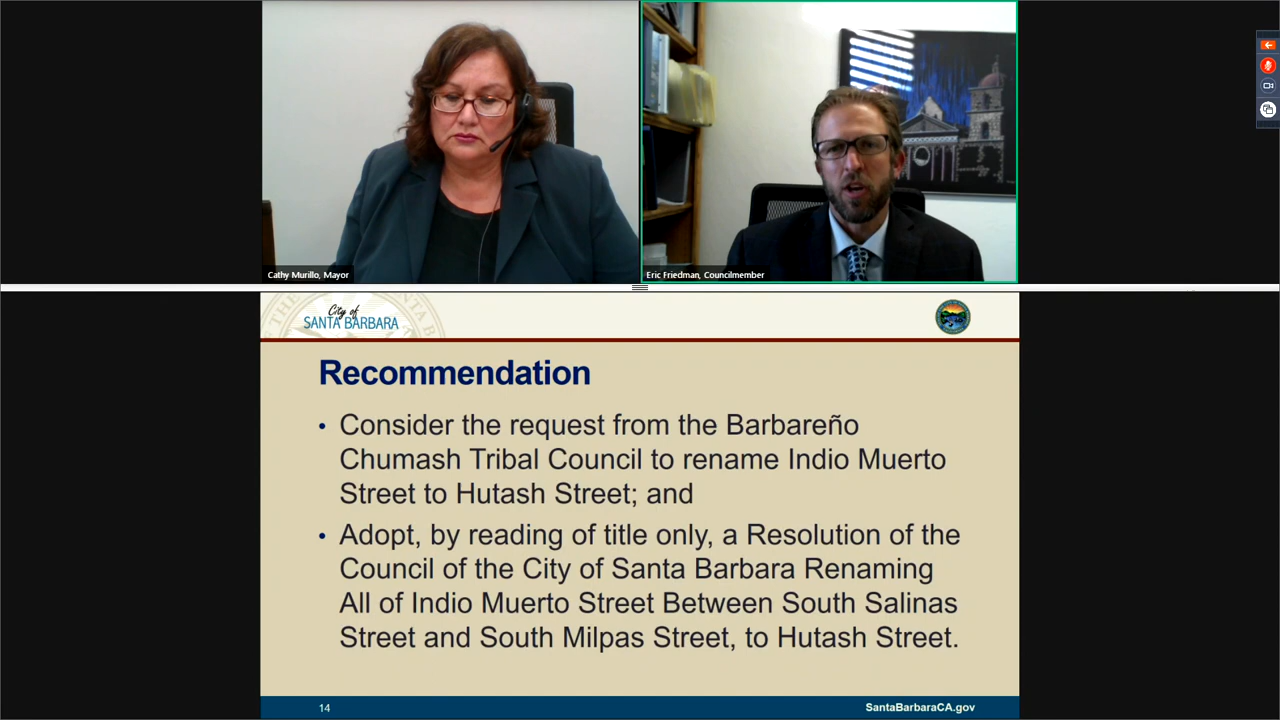 Cathy Murillo, Mayor
Eric Friedman, Councilmember
City of
SANTA BARBARA
Recommendation
• Consider the request from the Barbareño
Chumash Tribal Council to rename Indio Muerto
Street to Hutash Street; and
• Adopt, by reading of title only, a Resolution of the
Council of the City of Santa Barbara Renaming
All of Indio Muerto Street Between South Salinas
Street and South Milpas Street, to Hutash Street.
14
SantaBarbaraCA.gov